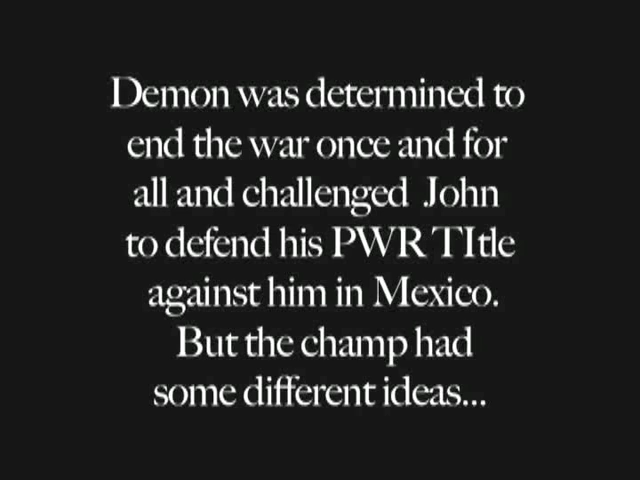 Demon was determined to
end the war once and for
all and challenged John
to defend his PWR TItle
against him in Mexico.
But the champ had
some different ideas...